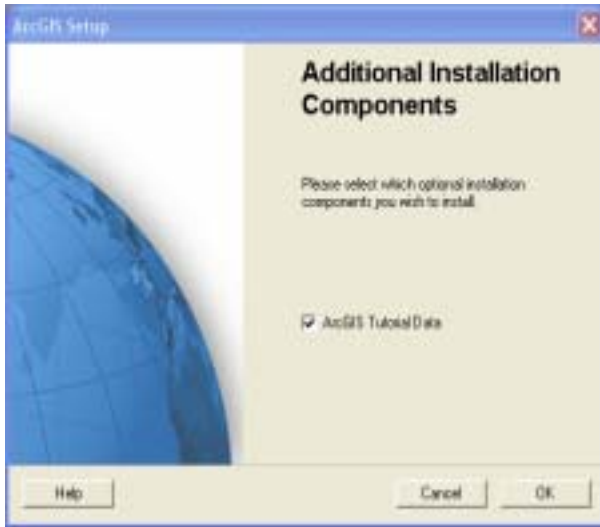 ArcGIS Setup
Additional Installation
Components
Please select which optional installation
components you wish to install.
ArcGIS Tutorial Data
Help
Cancel
OK